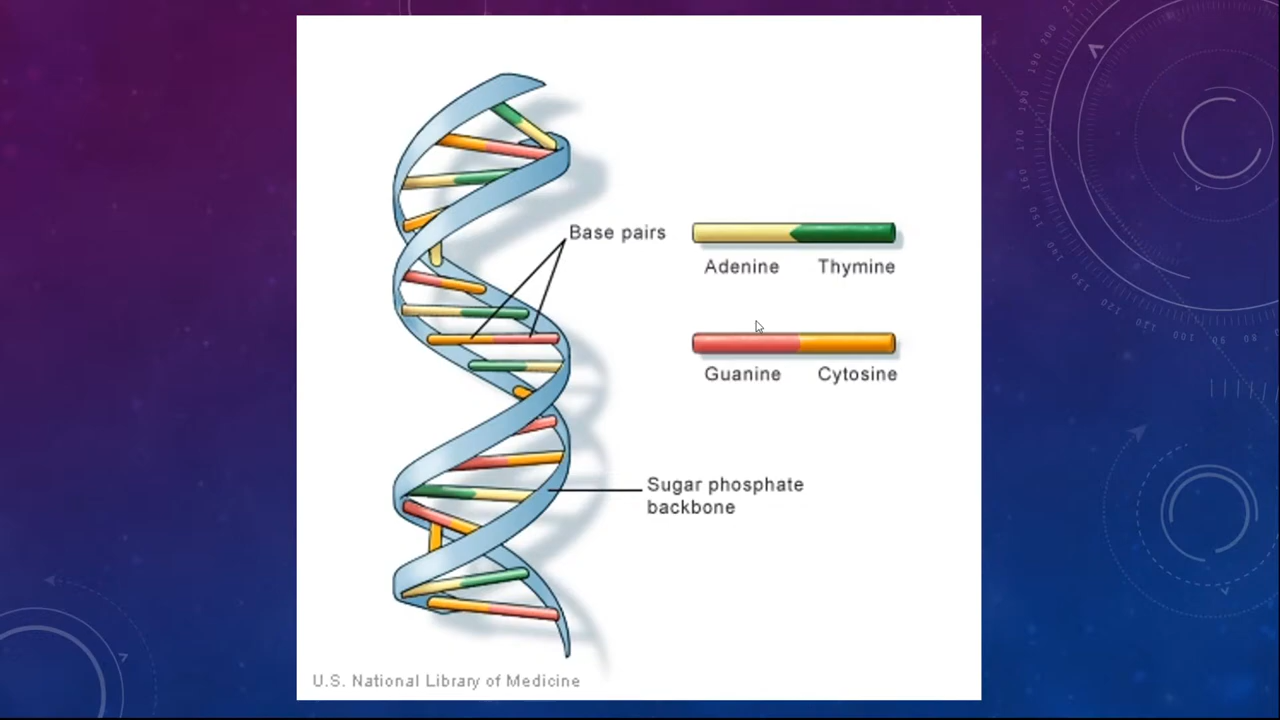 Base pairs
Adenine Thymine
Guanine Cytosine
Sugar phosphate
backbone
U.S. National Library of Medicine